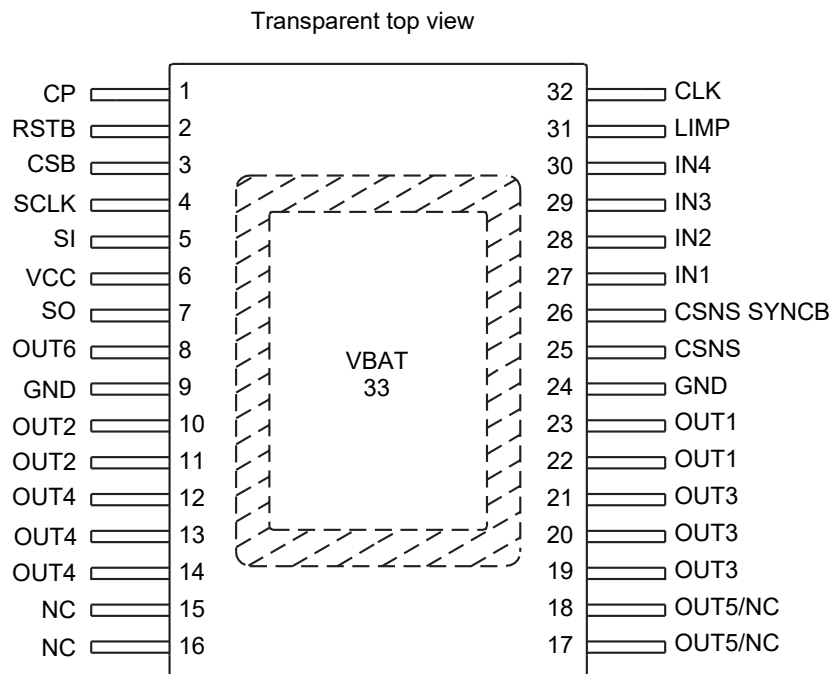 Transparent top view
CP 1 32 CLK
RSTB 2 31 LIMP
CSB 3 30 IN4
SCLK 4 29 IN3
SI 5 28 IN2
VCC 6 27 IN1
SO 7 26 CSNS SYNCB
OUT6 8 25 CSNS
VBAT
GND 9 24 GND
33
OUT2 10 23 OUT1
OUT2 11 22 OUT1
OUT4 12 21 OUT3
OUT4 13 20 OUT3
OUT4 14 19 OUT3
NC 15 18 OUT5/NC
NC 16 17 OUT5/NC